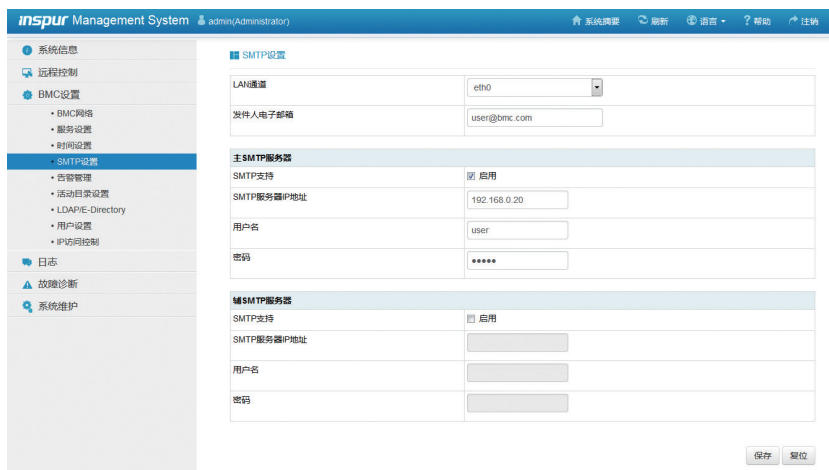 inspur Management System admin(Administrator) 系统摘要 刷新 语言 帮助 注销
系统信息
远程控制
BMC设置
• BMC网络
• 服务设置
• 时间设置
• SMTP设置
• 告警管理
• 活动目录设置
• LDAP/E-Directory
• 用户设置
• IP访问控制
日志
故障诊断
系统维护
SMTP设置
LAN通道 eth0
发件人电子邮箱 user@bmc.com
主SMTP服务器
SMTP支持 启用
SMTP服务器IP地址 192.168.0.20
用户名 user
密码 •••••
辅SMTP服务器
SMTP支持 启用
SMTP服务器IP地址
用户名
密码
保存 复位